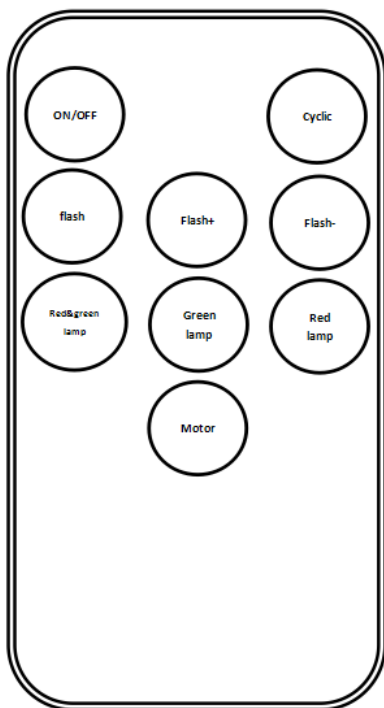 ON/OFF
Cyclic
flash
Flash+
Flash-
Red&green
lamp
Green
lamp
Red
lamp
Motor